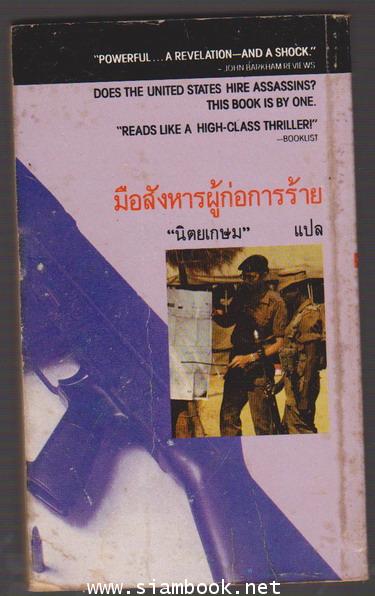 "POWERFUL... A REVELATION—AND A SHOCK."
- JOHN BARKHAM REVIEWS
DOES THE UNITED STATES HIRE ASSASSINS?
THIS BOOK IS BY ONE.
"READS LIKE A HIGH-CLASS THRILLER!"
—BOOKLIST
มือสังหารผู้ก่อการร้าย
"นิตยเกษม" แปล
www.siambook.net